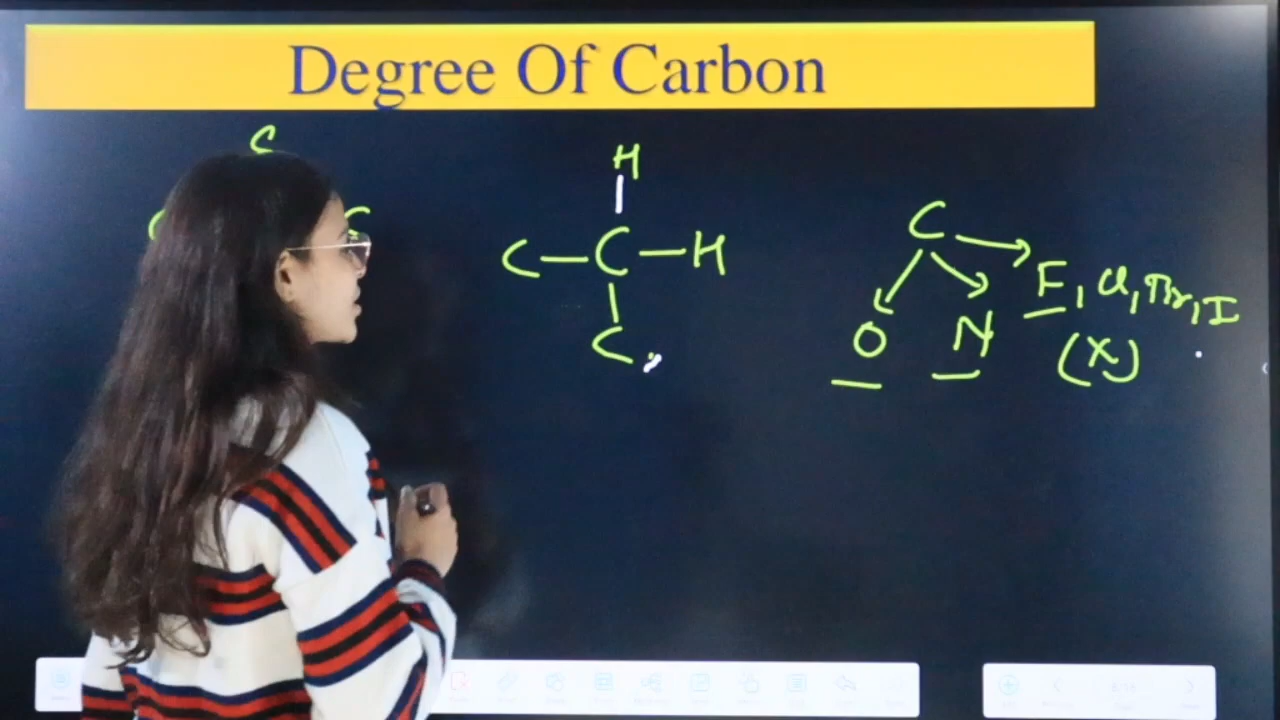 Degree Of Carbon
C
H
C
C
C — C — H
C
C
O N F, Cl, Br, I
(X)